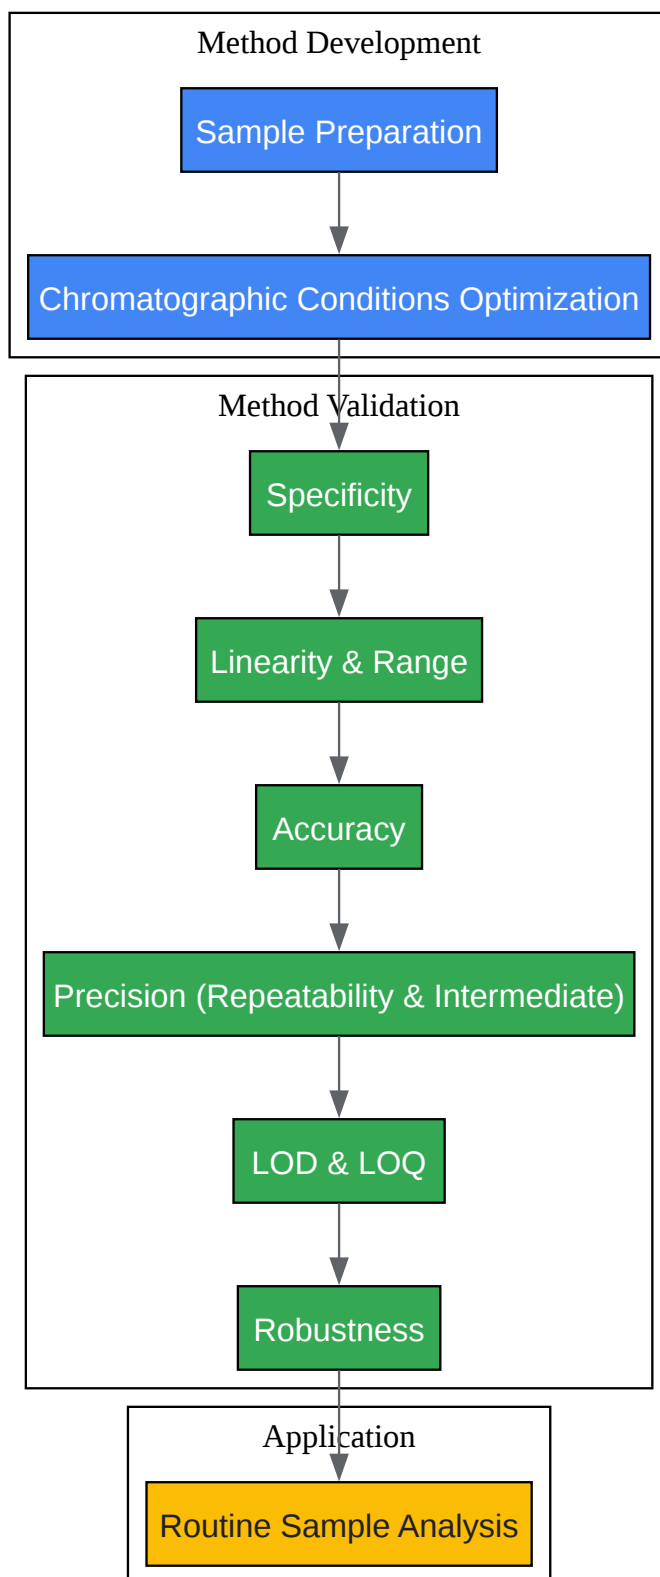 Method Development
Sample Preparation
Chromatographic Conditions Optimization
Method Validation
Specificity
Linearity & Range
Accuracy
Precision (Repeatability & Intermediate)
LOD & LOQ
Robustness
Application
Routine Sample Analysis